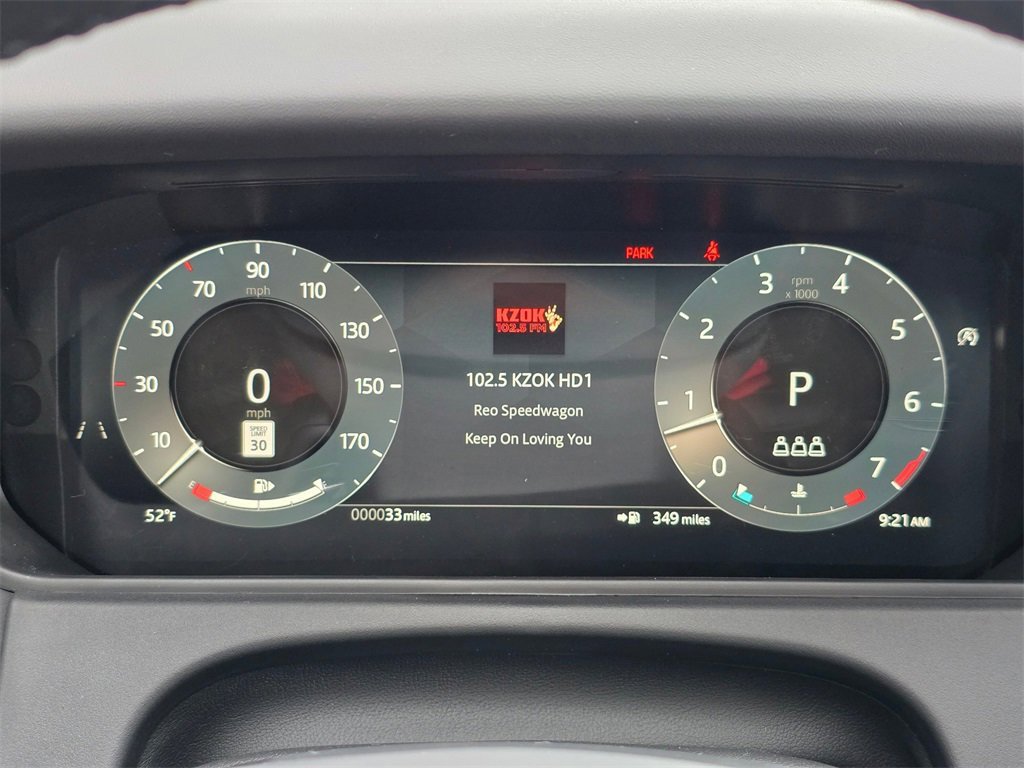 PARK
90
mph
70
110
50
130
30
150
10
170
0
mph
SPEED
LIMIT
30
E
F
52°F
000033 miles
KZOK
102.5 FM
102.5 KZOK HD1
Reo Speedwagon
Keep On Loving You
349 miles
rpm
x 1000
3
4
2
5
1
6
0
7
P
A
9:21 AM